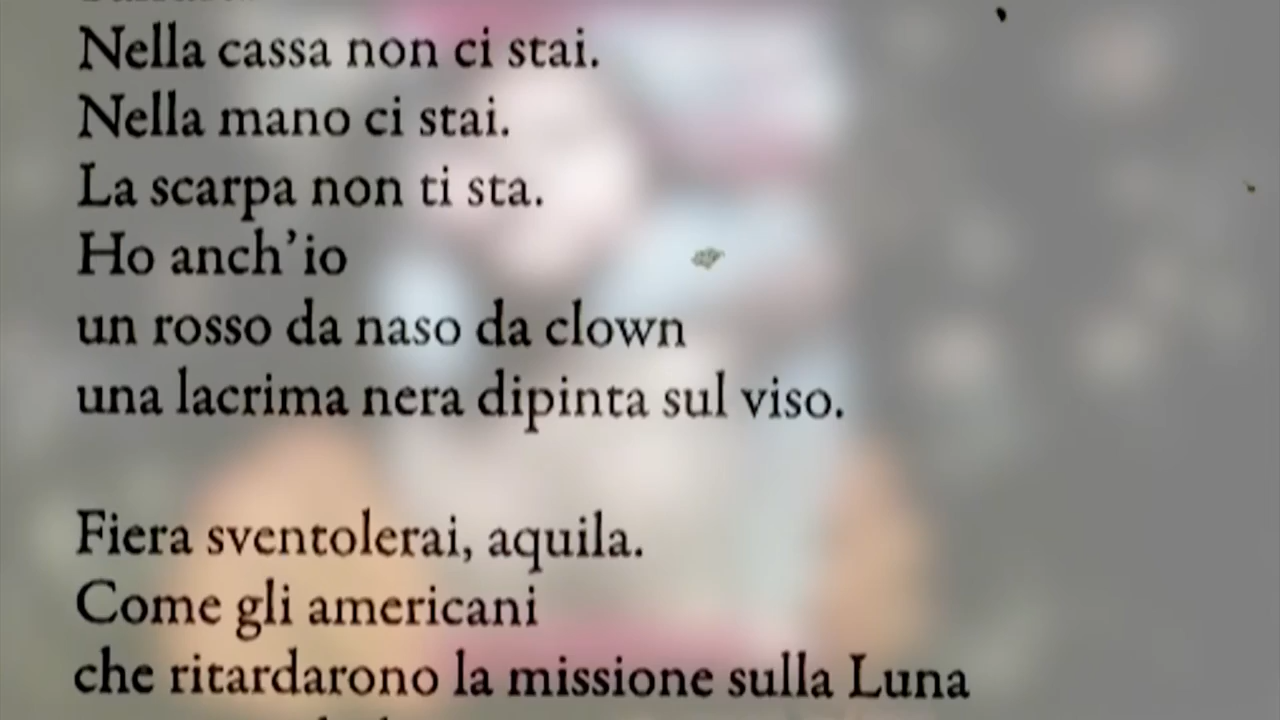 Nella cassa non ci stai.
Nella mano ci stai.
La scarpa non ti sta.
Ho anch’io
un rosso da naso da clown
una lacrima nera dipinta sul viso.
Fiera sventolerai, aquila.
Come gli americani
che ritardarono la missione sulla Luna